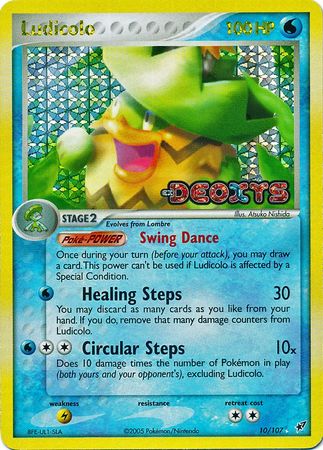 Ludicolo 100 HP
DEOXYS
Illus. Atsuko Nishida
STAGE 2
Evolves from Lombre
Poké-POWER Swing Dance
Once during your turn (before your attack), you may draw
a card. This power can't be used if Ludicolo is affected by a
Special Condition.
Healing Steps 30
You may discard as many cards as you like from your
hand. If you do, remove that many damage counters from
Ludicolo.
Circular Steps 10x
Does 10 damage times the number of Pokémon in play
(both yours and your opponent's), excluding Ludicolo.
weakness resistance retreat cost
BFE-UL1-SLA ©2005 Pokémon/Nintendo 10/107